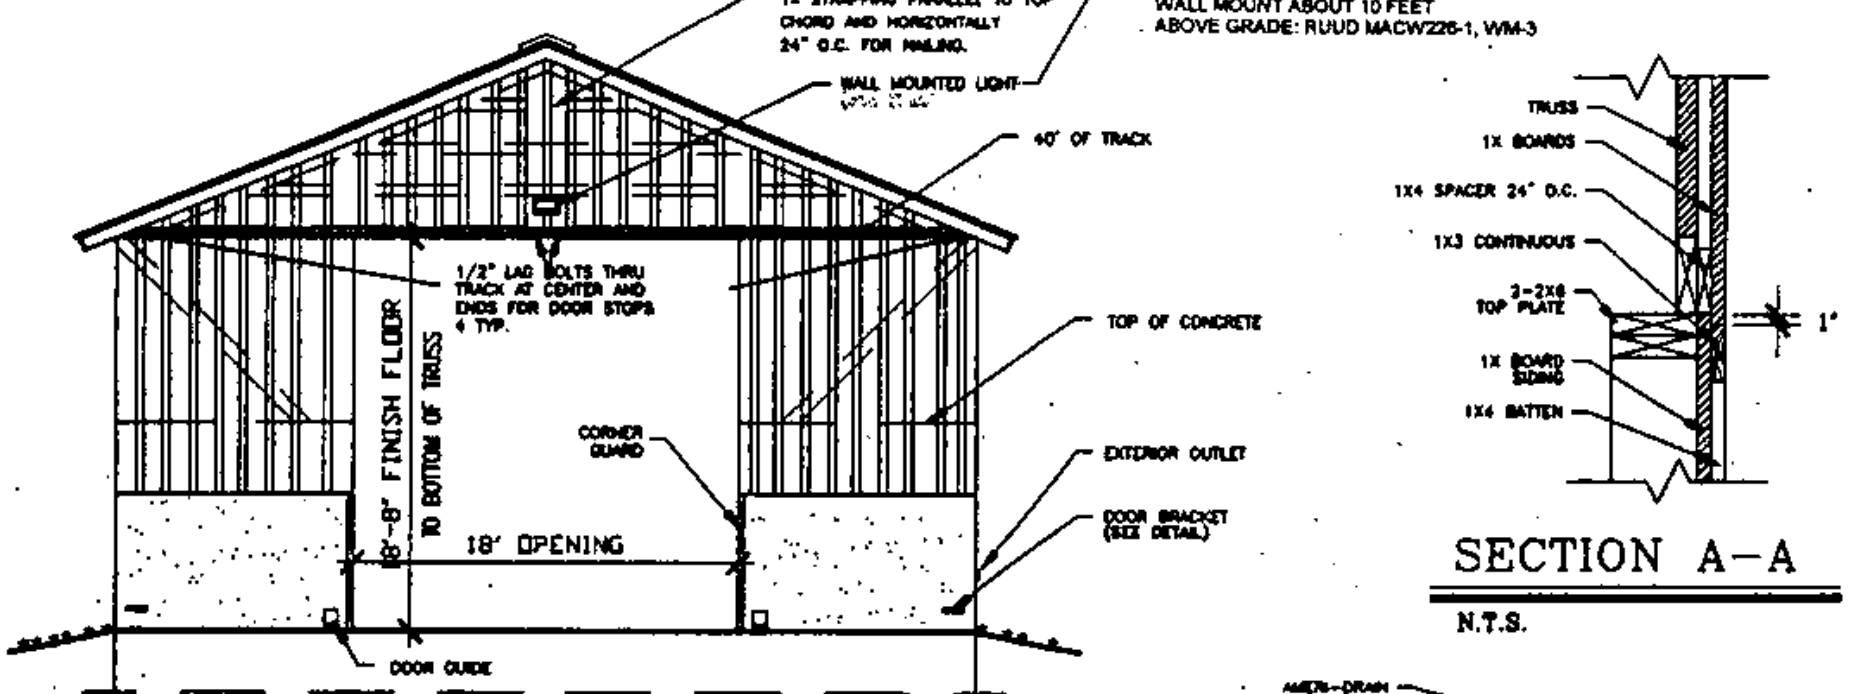 CHORD AND HORIZONTALLY
24" O.C. FOR NAILING.
WALL MOUNT ABOUT 10 FEET
ABOVE GRADE: RUUD MACW226-1, WM-3
WALL MOUNTED LIGHT
40' OF TRACK
1/2" LAG BOLTS THRU
TRACK AT CENTER AND
ENDS FOR DOOR STOPS
4 TYP.
18'-8" FINISH FLOOR
TO BOTTOM OF TRUSS
TOP OF CONCRETE
CORNER
GUARD
EXTERIOR OUTLET
DOOR BRACKET
(SEE DETAIL)
18' OPENING
DOOR GUIDE
TRUSS
1X BOARDS
1X4 SPACER 24" O.C.
1X3 CONTINUOUS
TOP PLATE
1"
1X BOARD
SIDING
1X4 BATTEN
SECTION A-A
N.T.S.
AMERI-DRAIN